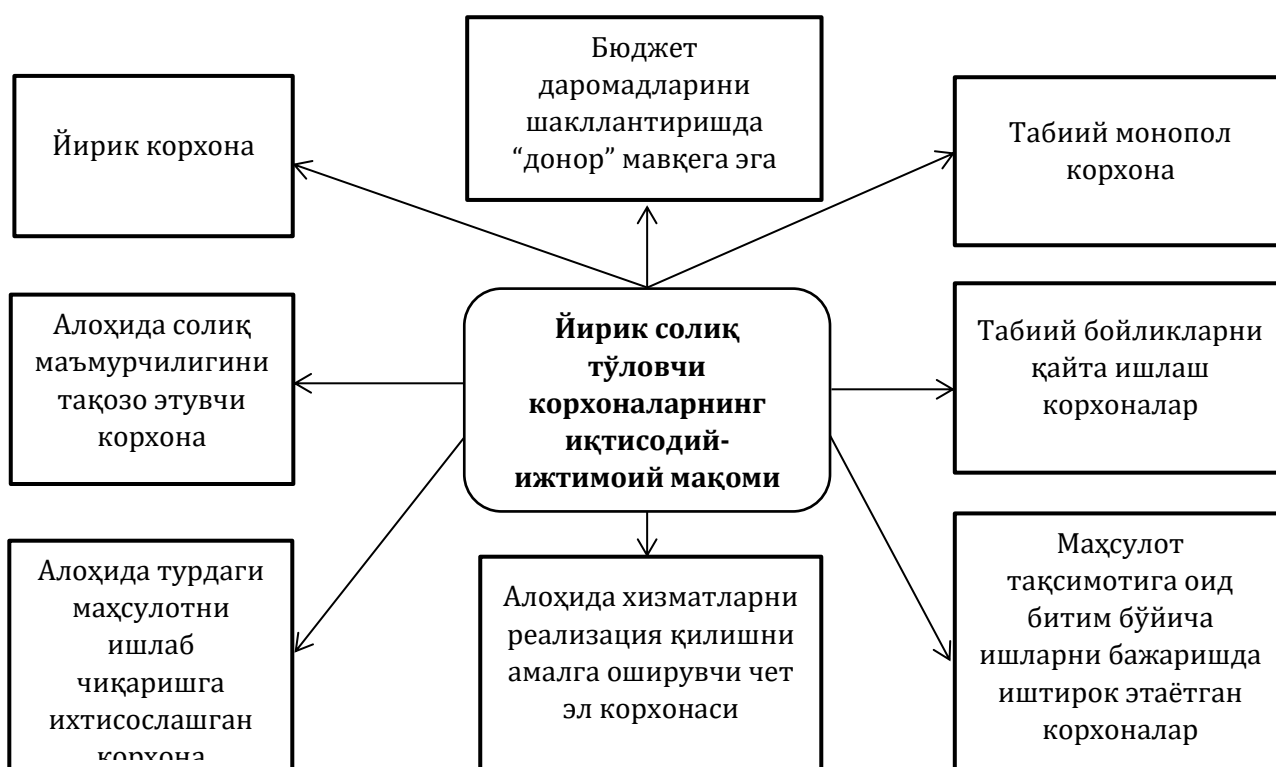 Бюджет
даромадларини
шакллантиришда
“донор” мавқега эга
Йирик корхона
Табиий монопол
корхона
Алоҳида солиқ
маъмурчилигини
тақозо этувчи
корхона
Йирик солиқ
тўловчи
корхоналарнинг
иқтисодий-
ижтимоий мақоми
Табиий бойликларни
қайта ишлаш
корхоналар
Алоҳида турдаги
маҳсулотни
ишлаб
чиқаришга
ихтисослашган
корхона
Алоҳида хизматларни
реализация қилишни
амалга оширувчи чет
эл корхонаси
Маҳсулот
тақсимотига оид
битим бўйича
ишларни бажаришда
иштирок этаётган
корхоналар